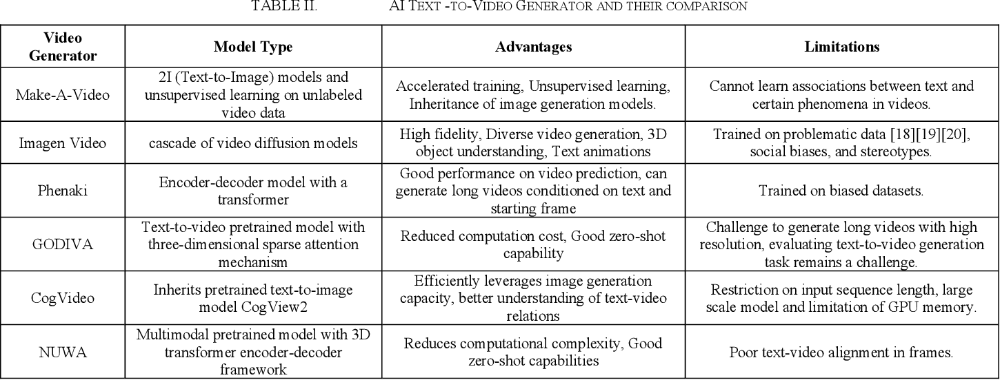 TABLE II. AI TEXT -TO-VIDEO GENERATOR AND THEIR COMPARISON
Video Generator | Model Type | Advantages | Limitations
Make-A-Video | 2I (Text-to-Image) models and unsupervised learning on unlabeled video data | Accelerated training, Unsupervised learning, Inheritance of image generation models. | Cannot learn associations between text and certain phenomena in videos.
Imagen Video | cascade of video diffusion models | High fidelity, Diverse video generation, 3D object understanding, Text animations | Trained on problematic data [18][19][20], social biases, and stereotypes.
Phenaki | Encoder-decoder model with a transformer | Good performance on video prediction, can generate long videos conditioned on text and starting frame | Trained on biased datasets.
GODIVA | Text-to-video pretrained model with three-dimensional sparse attention mechanism | Reduced computation cost, Good zero-shot capability | Challenge to generate long videos with high resolution, evaluating text-to-video generation task remains a challenge.
CogVideo | Inherits pretrained text-to-image model CogView2 | Efficiently leverages image generation capacity, better understanding of text-video relations | Restriction on input sequence length, large scale model and limitation of GPU memory.
NUWA | Multimodal pretrained model with 3D transformer encoder-decoder framework | Reduces computational complexity, Good zero-shot capabilities | Poor text-video alignment in frames.